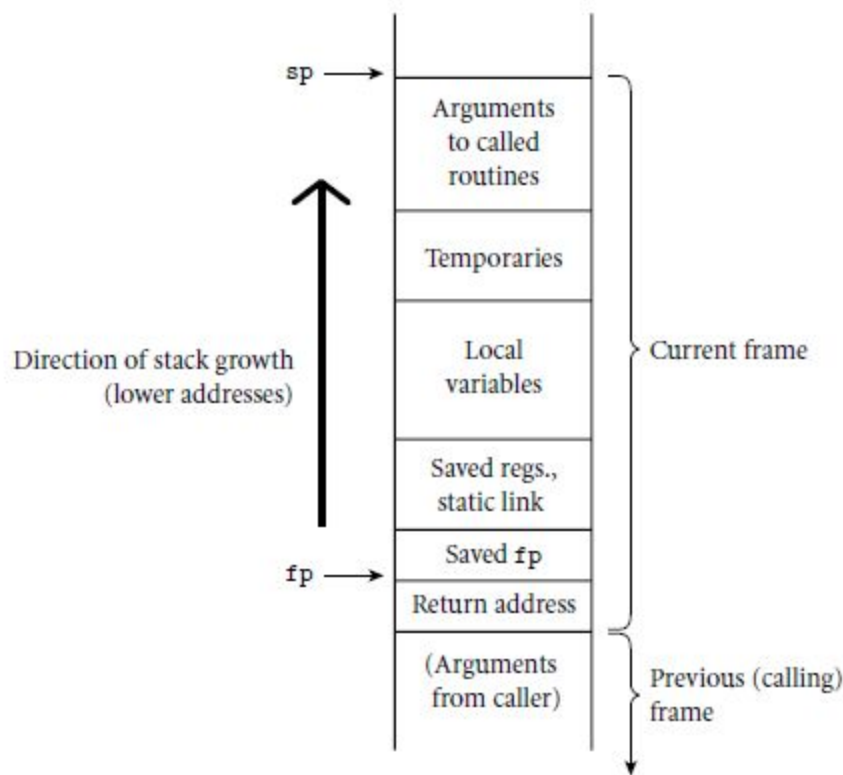 sp
Arguments
to called
routines
Temporaries
Direction of stack growth
(lower addresses)
Local
variables
Current frame
Saved regs.,
static link
Saved fp
fp
Return address
(Arguments
from caller)
Previous (calling)
frame